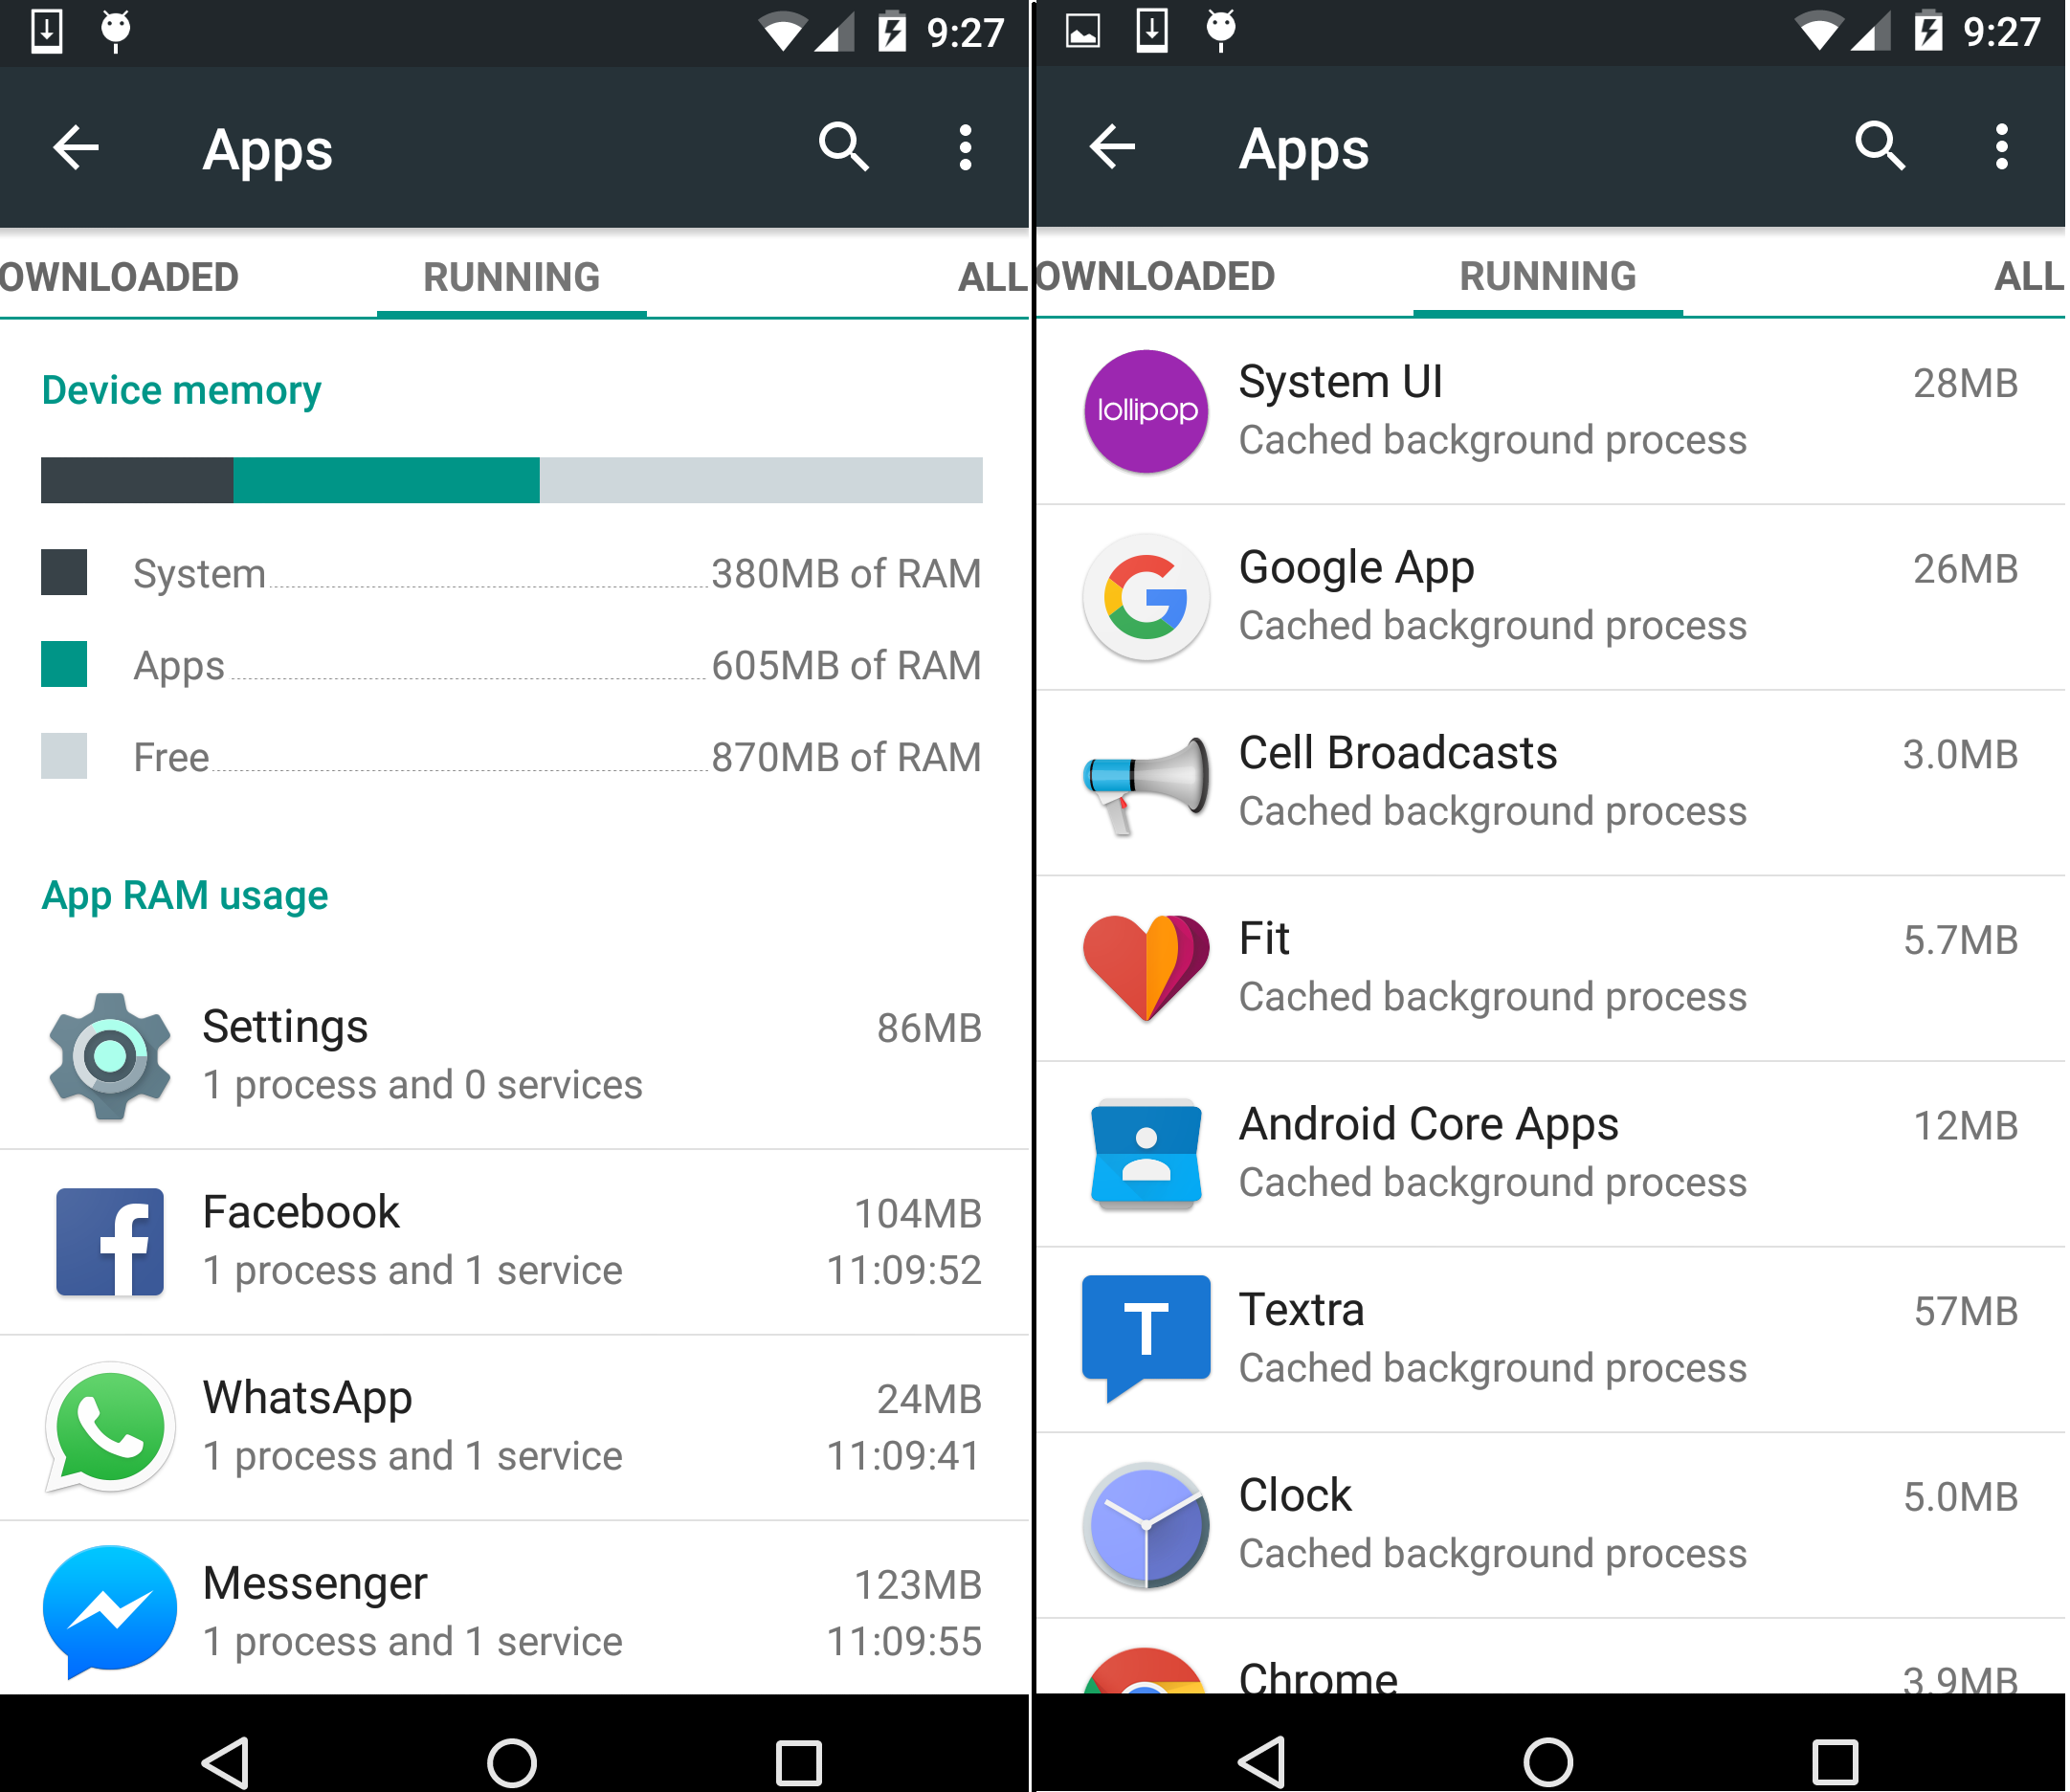 9:27
Apps
OWNLOADED RUNNING ALL
Device memory
System 380MB of RAM
Apps 605MB of RAM
Free 870MB of RAM
App RAM usage
Settings 86MB
1 process and 0 services
Facebook 104MB
1 process and 1 service 11:09:52
WhatsApp 24MB
1 process and 1 service 11:09:41
Messenger 123MB
1 process and 1 service 11:09:55
9:27
Apps
OWNLOADED RUNNING ALL
lollipop
System UI 28MB
Cached background process
Google App 26MB
Cached background process
Cell Broadcasts 3.0MB
Cached background process
Fit 5.7MB
Cached background process
Android Core Apps 12MB
Cached background process
T
Textra 57MB
Cached background process
Clock 5.0MB
Cached background process
Chrome 3.9MB